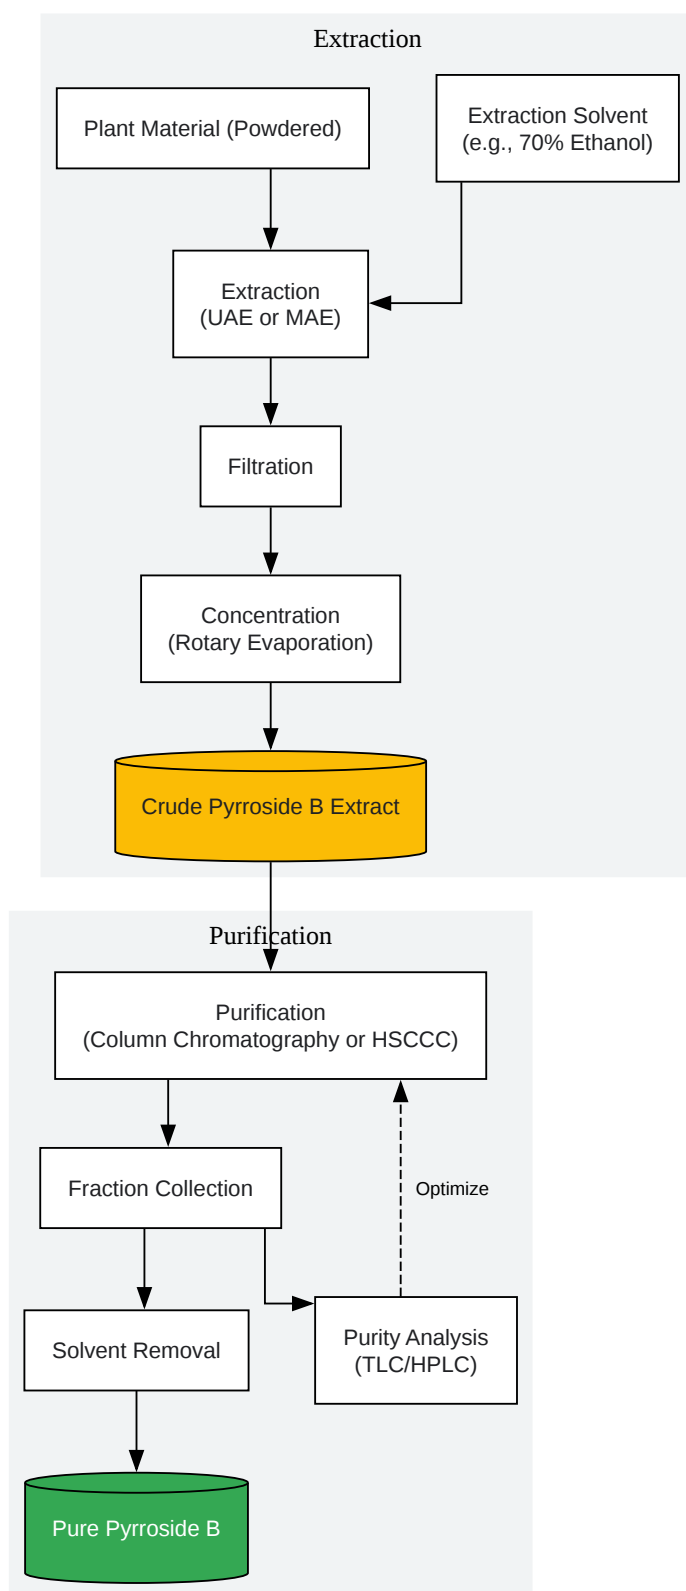 Extraction
Plant Material (Powdered)
Extraction Solvent
(e.g., 70% Ethanol)
Extraction
(UAE or MAE)
Filtration
Concentration
(Rotary Evaporation)
Crude Pyrroside B Extract
Purification
Purification
(Column Chromatography or HSCCC)
Fraction Collection
Optimize
Solvent Removal
Purity Analysis
(TLC/HPLC)
Pure Pyrroside B